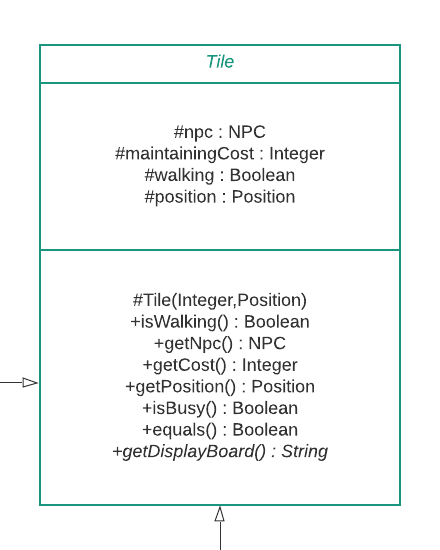 Tile
#npc : NPC
#maintainingCost : Integer
#walking : Boolean
#position : Position
#Tile(Integer,Position)
+isWalking() : Boolean
+getNpc() : NPC
+getCost() : Integer
+getPosition() : Position
+isBusy() : Boolean
+equals() : Boolean
+getDisplayBoard() : String